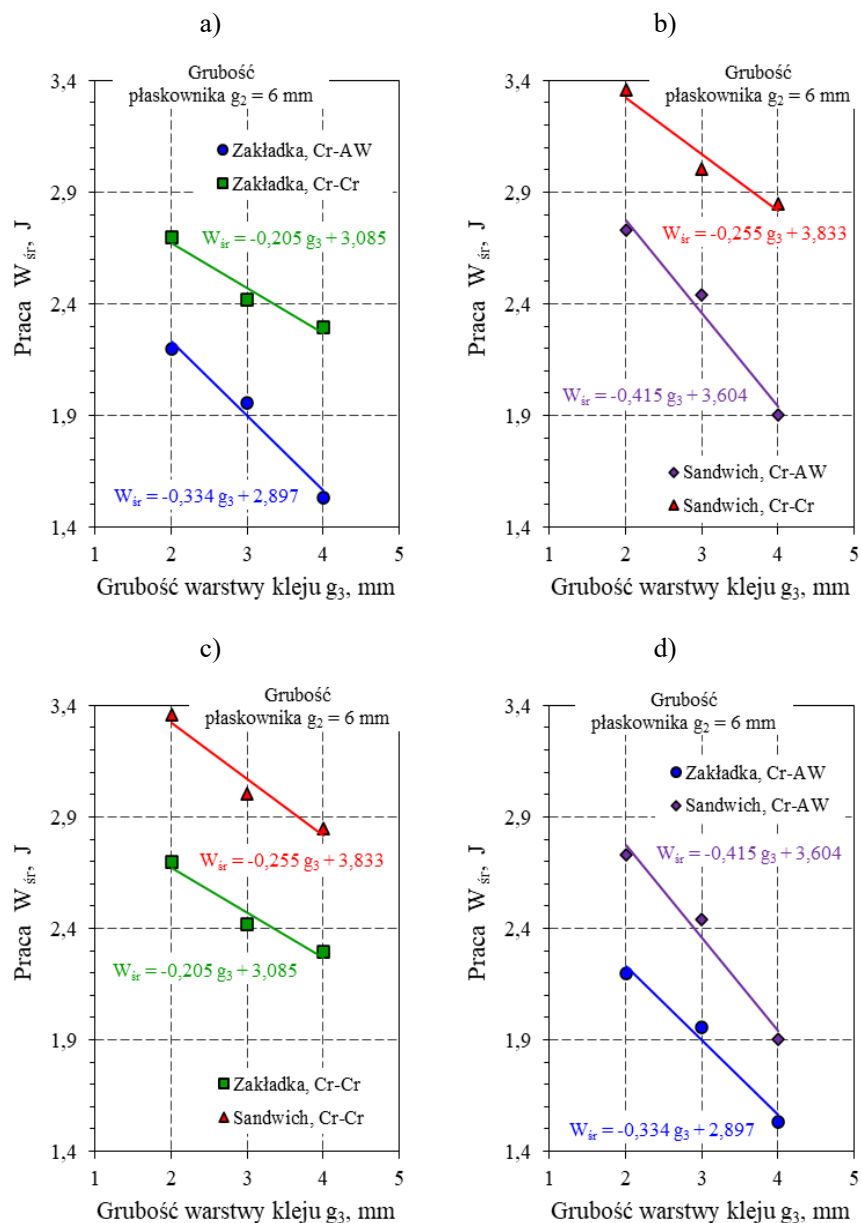 a)
Grubość
płaskownika g₂ = 6 mm
Zakładka, Cr-AW
Zakładka, Cr-Cr
Wśr = -0,205 g₃ + 3,085
Wśr = -0,334 g₃ + 2,897
3,4
2,9
2,4
1,9
1,4
1 2 3 4 5
Praca Wśr, J
Grubość warstwy kleju g₃, mm
b)
Grubość
płaskownika g₂ = 6 mm
Wśr = -0,255 g₃ + 3,833
Wśr = -0,415 g₃ + 3,604
Sandwich, Cr-AW
Sandwich, Cr-Cr
3,4
2,9
2,4
1,9
1,4
1 2 3 4 5
Praca Wśr, J
Grubość warstwy kleju g₃, mm
c)
Grubość
płaskownika g₂ = 6 mm
Wśr = -0,255 g₃ + 3,833
Wśr = -0,205 g₃ + 3,085
Zakładka, Cr-Cr
Sandwich, Cr-Cr
3,4
2,9
2,4
1,9
1,4
1 2 3 4 5
Praca Wśr, J
Grubość warstwy kleju g₃, mm
d)
Grubość
płaskownika g₂ = 6 mm
Zakładka, Cr-AW
Sandwich, Cr-AW
Wśr = -0,415 g₃ + 3,604
Wśr = -0,334 g₃ + 2,897
3,4
2,9
2,4
1,9
1,4
1 2 3 4 5
Praca Wśr, J
Grubość warstwy kleju g₃, mm